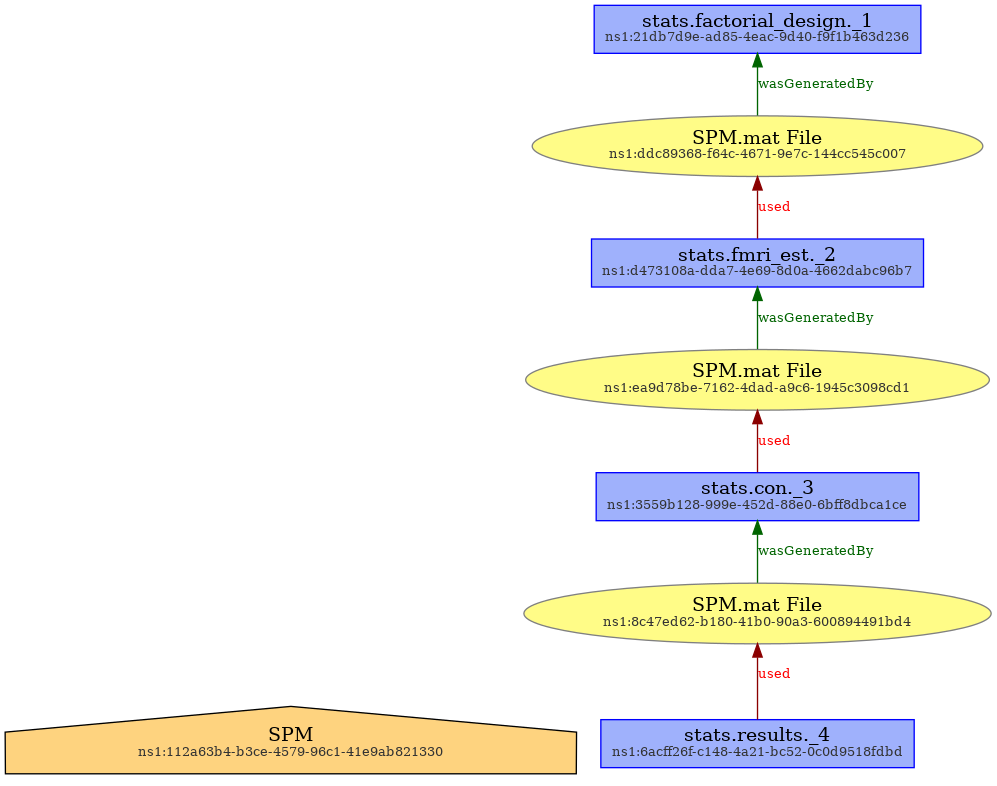 stats.factorial_design._1
ns1:21db7d9e-ad85-4eac-9d40-f9f1b463d236
wasGeneratedBy
SPM.mat File
ns1:ddc89368-f64c-4671-9e7c-144cc545c007
used
stats.fmri_est._2
ns1:d473108a-dda7-4e69-8d0a-4662dabc96b7
wasGeneratedBy
SPM.mat File
ns1:ea9d78be-7162-4dad-a9c6-1945c3098cd1
used
stats.con._3
ns1:3559b128-999e-452d-88e0-6bff8dbca1ce
wasGeneratedBy
SPM.mat File
ns1:8c47ed62-b180-41b0-90a3-600894491bd4
used
SPM
ns1:112a63b4-b3ce-4579-96c1-41e9ab821330
stats.results._4
ns1:6acff26f-c148-4a21-bc52-0c0d9518fdbd